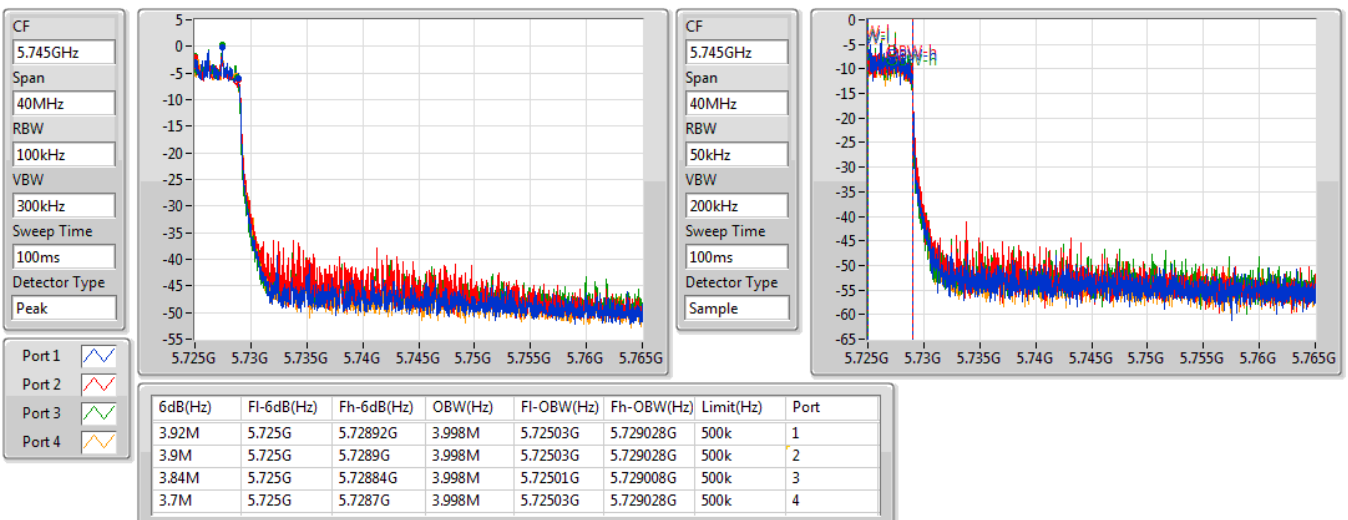 CF
5.745GHz
Span
40MHz
RBW
100kHz
VBW
300kHz
Sweep Time
100ms
Detector Type
Peak
5
0
-5
-10
-15
-20
-25
-30
-35
-40
-45
-50
-55
5.725G 5.73G 5.735G 5.74G 5.745G 5.75G 5.755G 5.76G 5.765G
CF
5.745GHz
Span
40MHz
RBW
50kHz
VBW
200kHz
Sweep Time
100ms
Detector Type
Sample
0
-5
-10
-15
-20
-25
-30
-35
-40
-45
-50
-55
-60
-65
5.725G 5.73G 5.735G 5.74G 5.745G 5.75G 5.755G 5.76G 5.765G
Port 1
Port 2
Port 3
Port 4
6dB(Hz) Fl-6dB(Hz) Fh-6dB(Hz) OBW(Hz) Fl-OBW(Hz) Fh-OBW(Hz) Limit(Hz) Port
3.92M 5.725G 5.72892G 3.998M 5.72503G 5.729028G 500k 1
3.9M 5.725G 5.7289G 3.998M 5.72503G 5.729028G 500k 2
3.84M 5.725G 5.72884G 3.998M 5.72501G 5.729008G 500k 3
3.7M 5.725G 5.7287G 3.998M 5.72503G 5.729028G 500k 4